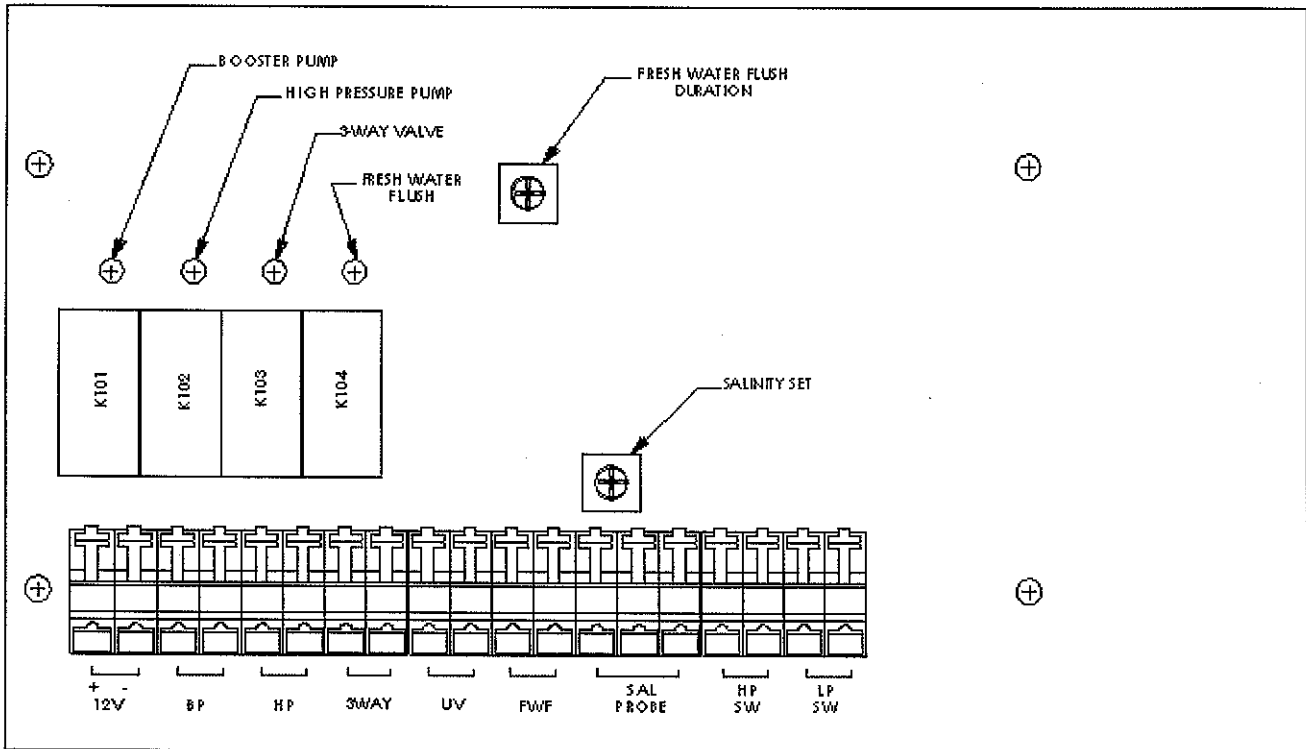 BOOSTER PUMP
HIGH PRESSURE PUMP
3-WAY VALVE
FRESH WATER
FLUSH
FRESH WATER FLUSH
DURATION
K101
K102
K103
K104
SALINITY SET
+ -
12V
BP
HP
3WAY
UV
FWF
SAL
PROBE
HP
SW
LP
SW